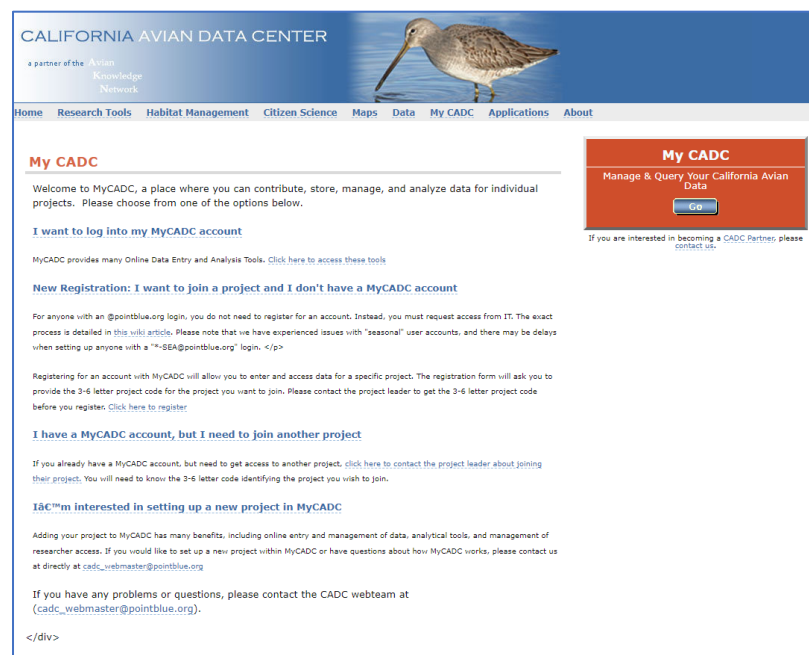 CALIFORNIA AVIAN DATA CENTER
a partner of the Avian
Knowledge
Network
Home Research Tools Habitat Management Citizen Science Maps Data My CADC Applications About
My CADC
Welcome to MyCADC, a place where you can contribute, store, manage, and analyze data for individual
projects. Please choose from one of the options below.
I want to log into my MyCADC account
MyCADC provides many Online Data Entry and Analysis Tools. Click here to access these tools
New Registration: I want to join a project and I don't have a MyCADC account
For anyone with an @pointblue.org login, you do not need to register for an account. Instead, you must request access from IT. The exact
process is detailed in this wiki article. Please note that we have experienced issues with "seasonal" user accounts, and there may be delays
when setting up anyone with a "*-SEA@pointblue.org" login. </p>
Registering for an account with MyCADC will allow you to enter and access data for a specific project. The registration form will ask you to
provide the 3-6 letter project code for the project you want to join. Please contact the project leader to get the 3-6 letter project code
before you register. Click here to register
I have a MyCADC account, but I need to join another project
If you already have a MyCADC account, but need to get access to another project, click here to contact the project leader about joining
their project. You will need to know the 3-6 letter code identifying the project you wish to join.
I’m interested in setting up a new project in MyCADC
Adding your project to MyCADC has many benefits, including online entry and management of data, analytical tools, and management of
researcher access. If you would like to set up a new project within MyCADC or have questions about how MyCADC works, please contact us
at directly at cadc_webmaster@pointblue.org
If you have any problems or questions, please contact the CADC webteam at
(cadc_webmaster@pointblue.org).
</div>
My CADC
Manage & Query Your California Avian
Data
Go
If you are interested in becoming a CADC Partner, please
contact us.